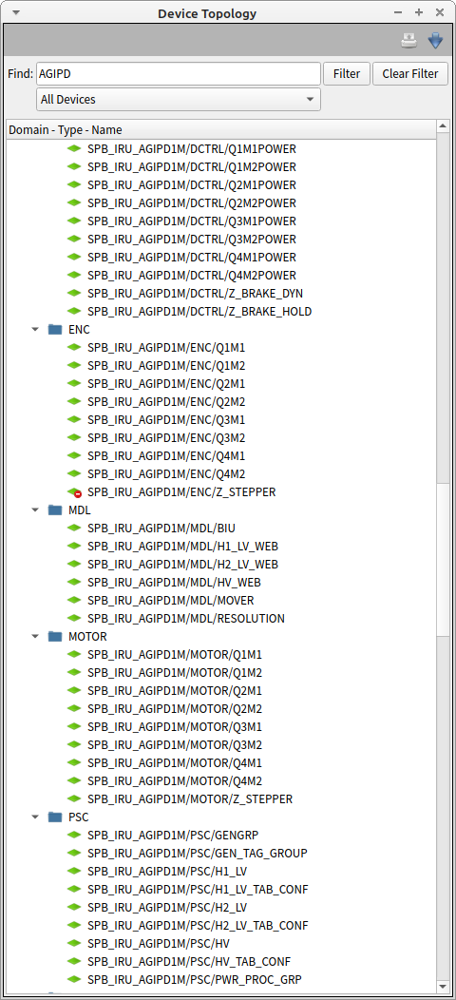 Device Topology
Find: AGIPD Filter Clear Filter
All Devices
Domain - Type - Name
SPB_IRU_AGIPD1M/DCTRL/Q1M1POWER
SPB_IRU_AGIPD1M/DCTRL/Q1M2POWER
SPB_IRU_AGIPD1M/DCTRL/Q2M1POWER
SPB_IRU_AGIPD1M/DCTRL/Q2M2POWER
SPB_IRU_AGIPD1M/DCTRL/Q3M1POWER
SPB_IRU_AGIPD1M/DCTRL/Q3M2POWER
SPB_IRU_AGIPD1M/DCTRL/Q4M1POWER
SPB_IRU_AGIPD1M/DCTRL/Q4M2POWER
SPB_IRU_AGIPD1M/DCTRL/Z_BRAKE_DYN
SPB_IRU_AGIPD1M/DCTRL/Z_BRAKE_HOLD
ENC
SPB_IRU_AGIPD1M/ENC/Q1M1
SPB_IRU_AGIPD1M/ENC/Q1M2
SPB_IRU_AGIPD1M/ENC/Q2M1
SPB_IRU_AGIPD1M/ENC/Q2M2
SPB_IRU_AGIPD1M/ENC/Q3M1
SPB_IRU_AGIPD1M/ENC/Q3M2
SPB_IRU_AGIPD1M/ENC/Q4M1
SPB_IRU_AGIPD1M/ENC/Q4M2
SPB_IRU_AGIPD1M/ENC/Z_STEPPER
MDL
SPB_IRU_AGIPD1M/MDL/BIU
SPB_IRU_AGIPD1M/MDL/H1_LV_WEB
SPB_IRU_AGIPD1M/MDL/H2_LV_WEB
SPB_IRU_AGIPD1M/MDL/HV_WEB
SPB_IRU_AGIPD1M/MDL/MOVER
SPB_IRU_AGIPD1M/MDL/RESOLUTION
MOTOR
SPB_IRU_AGIPD1M/MOTOR/Q1M1
SPB_IRU_AGIPD1M/MOTOR/Q1M2
SPB_IRU_AGIPD1M/MOTOR/Q2M1
SPB_IRU_AGIPD1M/MOTOR/Q2M2
SPB_IRU_AGIPD1M/MOTOR/Q3M1
SPB_IRU_AGIPD1M/MOTOR/Q3M2
SPB_IRU_AGIPD1M/MOTOR/Q4M1
SPB_IRU_AGIPD1M/MOTOR/Q4M2
SPB_IRU_AGIPD1M/MOTOR/Z_STEPPER
PSC
SPB_IRU_AGIPD1M/PSC/GENGRP
SPB_IRU_AGIPD1M/PSC/GEN_TAG_GROUP
SPB_IRU_AGIPD1M/PSC/H1_LV
SPB_IRU_AGIPD1M/PSC/H1_LV_TAB_CONF
SPB_IRU_AGIPD1M/PSC/H2_LV
SPB_IRU_AGIPD1M/PSC/H2_LV_TAB_CONF
SPB_IRU_AGIPD1M/PSC/HV
SPB_IRU_AGIPD1M/PSC/HV_TAB_CONF
SPB_IRU_AGIPD1M/PSC/PWR_PROC_GRP